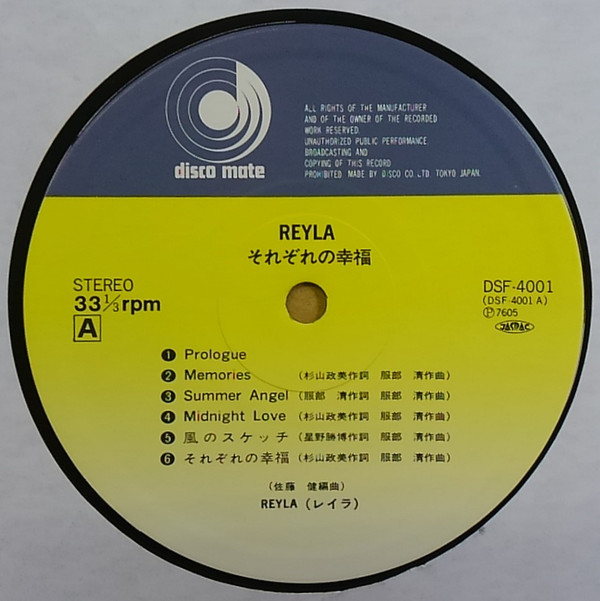 disco mate
ALL RIGHTS OF THE MANUFACTURER
AND OF THE OWNER OF THE RECORDED
WORK RESERVED.
UNAUTHORIZED PUBLIC PERFORMANCE.
BROADCASTING AND
COPYING OF THIS RECORD
PROHIBITED MADE BY DISCO CO.LTD. TOKYO JAPAN.
REYLA
それぞれの幸福
STEREO
33 1/3 rpm
A
DSF-4001
(DSF 4001 A)
Ⓟ7605
JASRAC
❶ Prologue
❷ Memories (杉山政美作詞 服部 清作曲)
❸ Summer Angel (服部 清作詞 服部 清作曲)
❹ Midnight Love (杉山政美作詞 服部 清作曲)
❺ 風のスケッチ (星野勝博作詞 服部 清作曲)
❻ それぞれの幸福 (杉山政美作詞 服部 清作曲)
(佐藤 健編曲)
REYLA (レイラ)